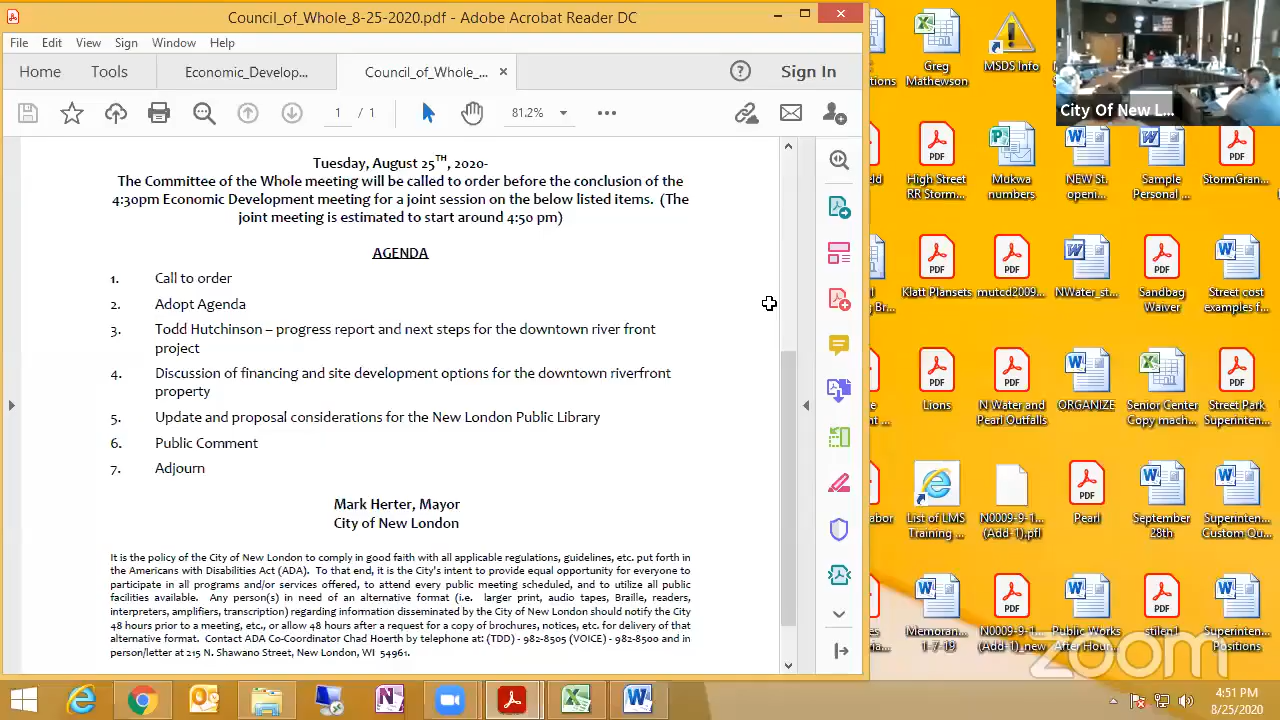 Council_of_Whole_8-25-2020.pdf - Adobe Acrobat Reader DC
File Edit View Sign Window Help
Home Tools Economic_Develop... Council_of_Whole_... Sign In
1 / 1 81.2%
Tuesday, August 25TH, 2020-
The Committee of the Whole meeting will be called to order before the conclusion of the
4:30pm Economic Development meeting for a joint session on the below listed items. (The
joint meeting is estimated to start around 4:50 pm)
AGENDA
1. Call to order
2. Adopt Agenda
3. Todd Hutchinson – progress report and next steps for the downtown river front
project
4. Discussion of financing and site development options for the downtown riverfront
property
5. Update and proposal considerations for the New London Public Library
6. Public Comment
7. Adjourn
Mark Herter, Mayor
City of New London
It is the policy of the City of New London to comply in good faith with all applicable regulations, guidelines, etc. put forth in
the Americans with Disabilities Act (ADA). To that end, it is the City's intent to provide equal opportunity for everyone to
participate in all programs and/or services offered, to attend every public meeting scheduled, and to utilize all public
facilities available. Any person(s) in need of an alternative format (i.e. larger print, audio tapes, Braille, readers,
interpreters, amplifiers, transcription) regarding information disseminated by the City of New London should notify the City
48 hours prior to a meeting, etc., or allow 48 hours after a request for a copy of brochures, notices, etc. for delivery of that
alternative format. Contact ADA Co-Coordinator Chad Hoerth by telephone at: (TDD) - 982-8505 (VOICE) - 982-8500 and in
person/letter at 215 N. Shawano Street, New London, WI 54961.
City Of New L...
Greg
Mathewson
MSDS Info
High Street
RR Storm...
Mukwa
numbers
NEW St.
openi...
Sample
Personal ...
StormGran...
Klatt Plansets
mutcd2009...
NWater_st...
Sandbag
Waiver
Street cost
examples f...
Lions
N Water and
Pearl Outfalls
ORGANIZE
Senior Center
Copy mach...
Street Park
Superinten...
List of LMS
Training ...
N0009-9-1...
(Add-1).pfl
Pearl
September
28th
Superinten...
Custom Qu...
Memoran...
1-7-19
N0009-9-1...
(Add-1)_new
Public Works
After Hour...
stilen J
Superinten...
Positions
zoom
4:51 PM
8/25/2020